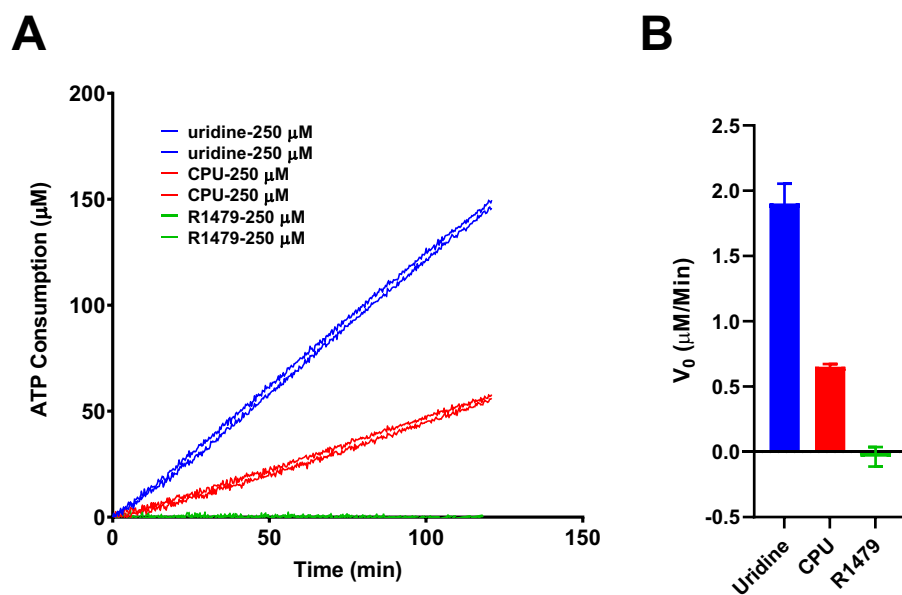 A
B
200
150
100
50
0
0
50
100
150
ATP Consumption (μM)
Time (min)
uridine-250 μM
uridine-250 μM
CPU-250 μM
CPU-250 μM
R1479-250 μM
R1479-250 μM
2.5
2.0
1.5
1.0
0.5
0.0
-0.5
V0 (μM/Min)
Uridine
CPU
R1479